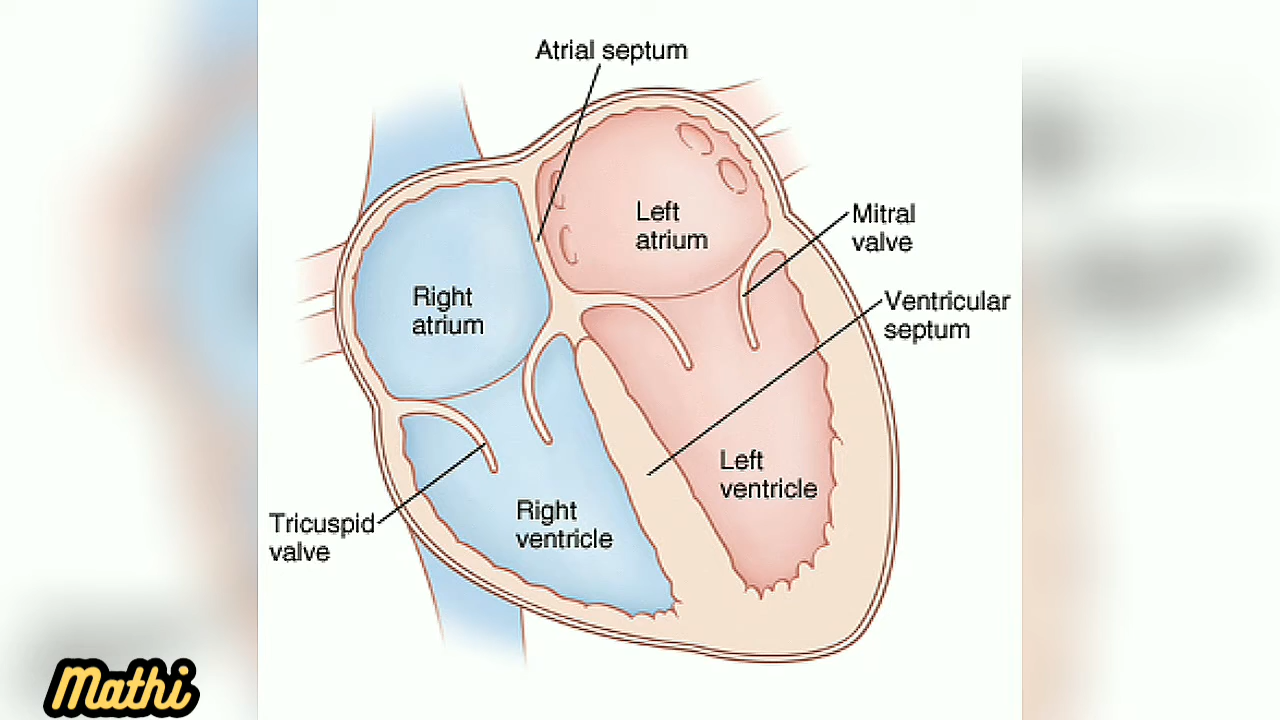 Atrial septum
Left
atrium
Mitral
valve
Right
atrium
Ventricular
septum
Left
ventricle
Right
ventricle
Tricuspid
valve
Mathi